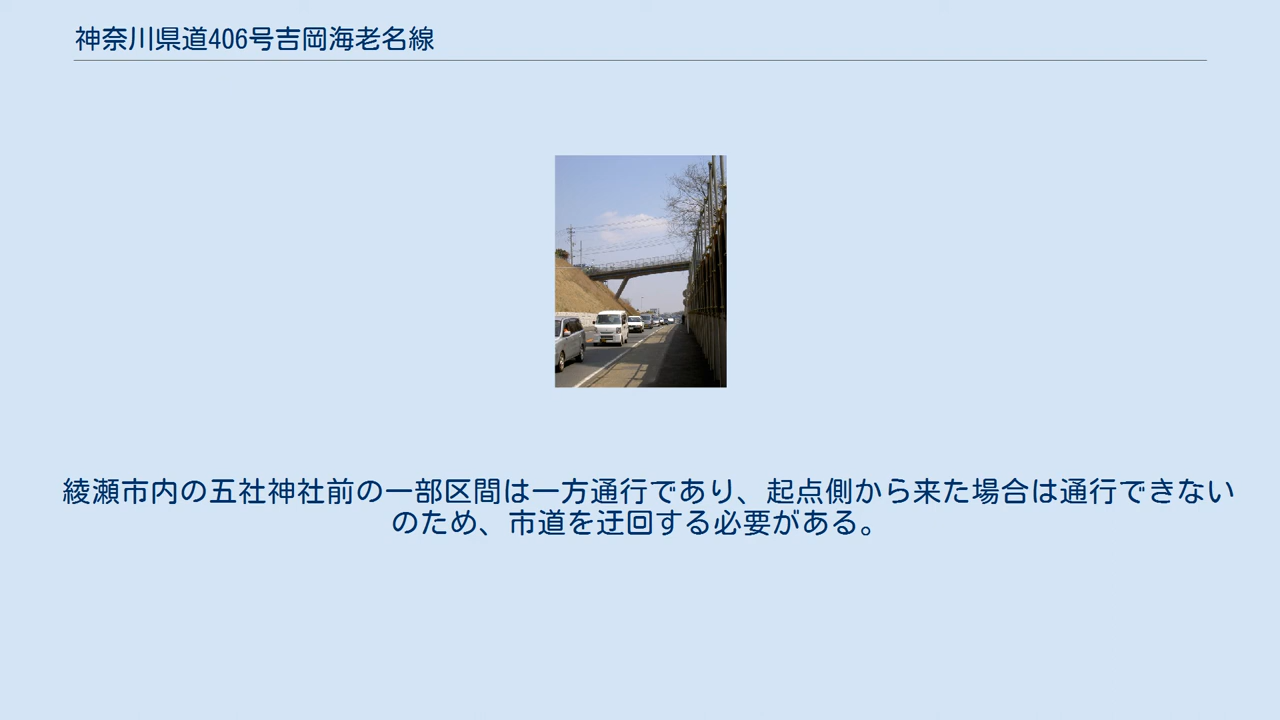 神奈川県道406号吉岡海老名線
綾瀬市内の五社神社前の一部区間は一方通行であり、起点側から来た場合は通行できない
のため、市道を迂回する必要がある。